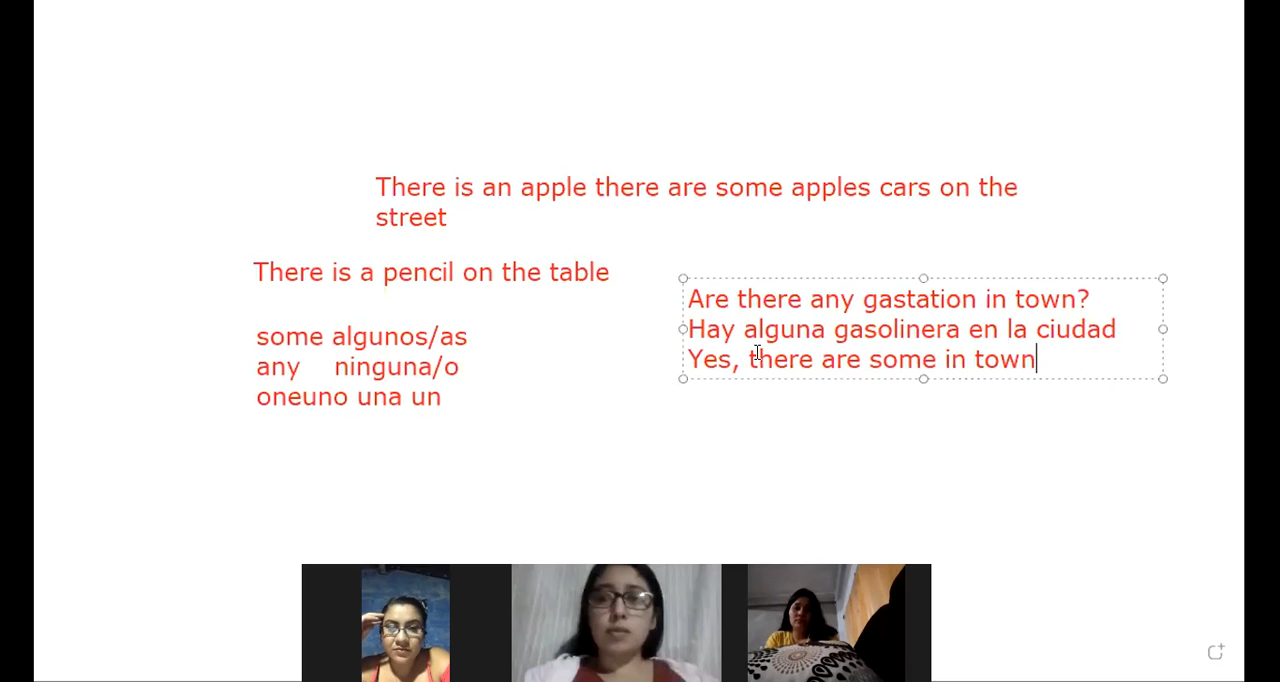 There is an apple there are some apples cars on the
street
There is a pencil on the table
some algunos/as
any ninguna/o
oneuno una un
Are there any gastation in town?
Hay alguna gasolinera en la ciudad
Yes, there are some in town